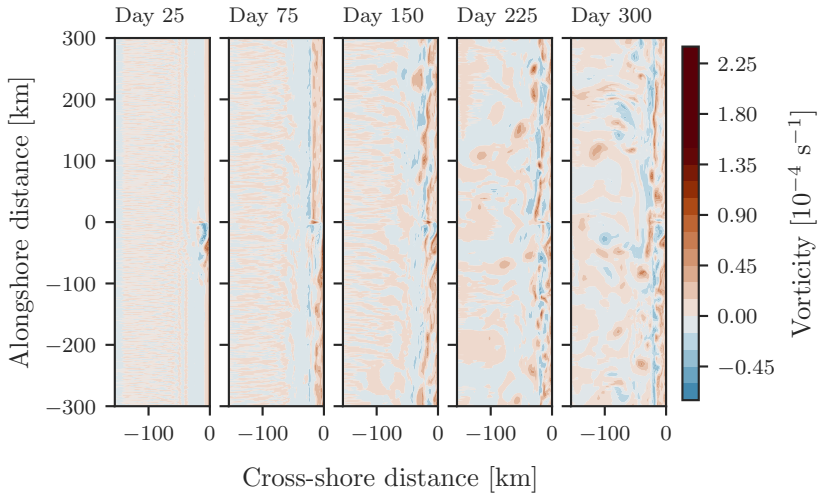 Day 25 Day 75 Day 150 Day 225 Day 300
300
200
100
0
−100
−200
−300
Alongshore distance [km]
−100 0 −100 0 −100 0 −100 0 −100 0
Cross-shore distance [km]
2.25
1.80
1.35
0.90
0.45
0.00
−0.45
Vorticity [10⁻⁴ s⁻¹]